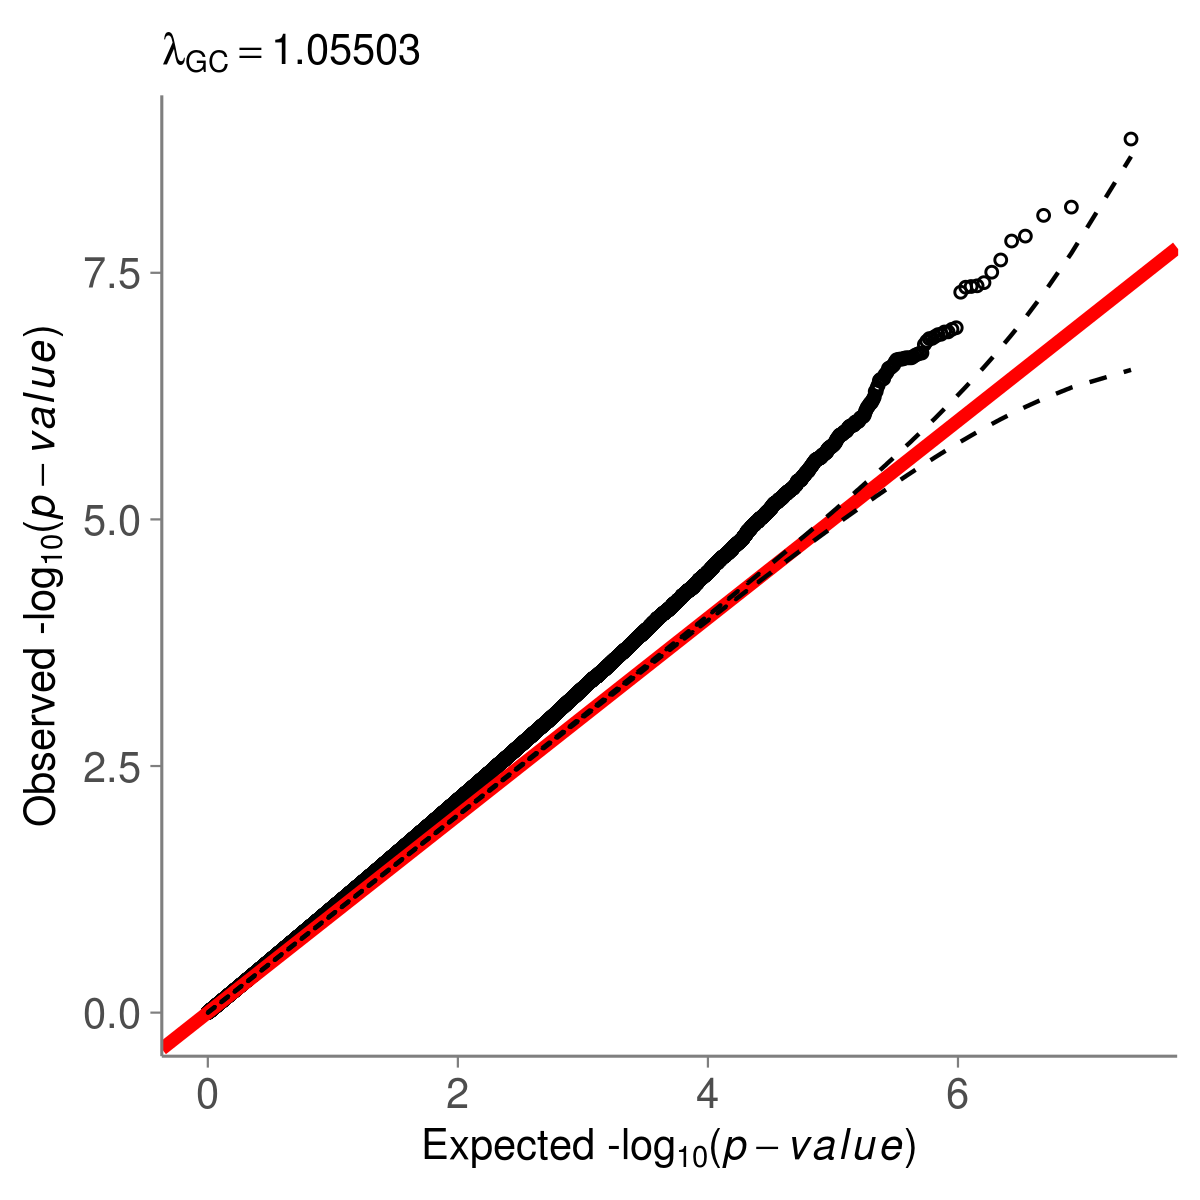 λGC = 1.05503
Observed -log10(p − value)
7.5
5.0
2.5
0.0
0 2 4 6
Expected -log10(p − value)